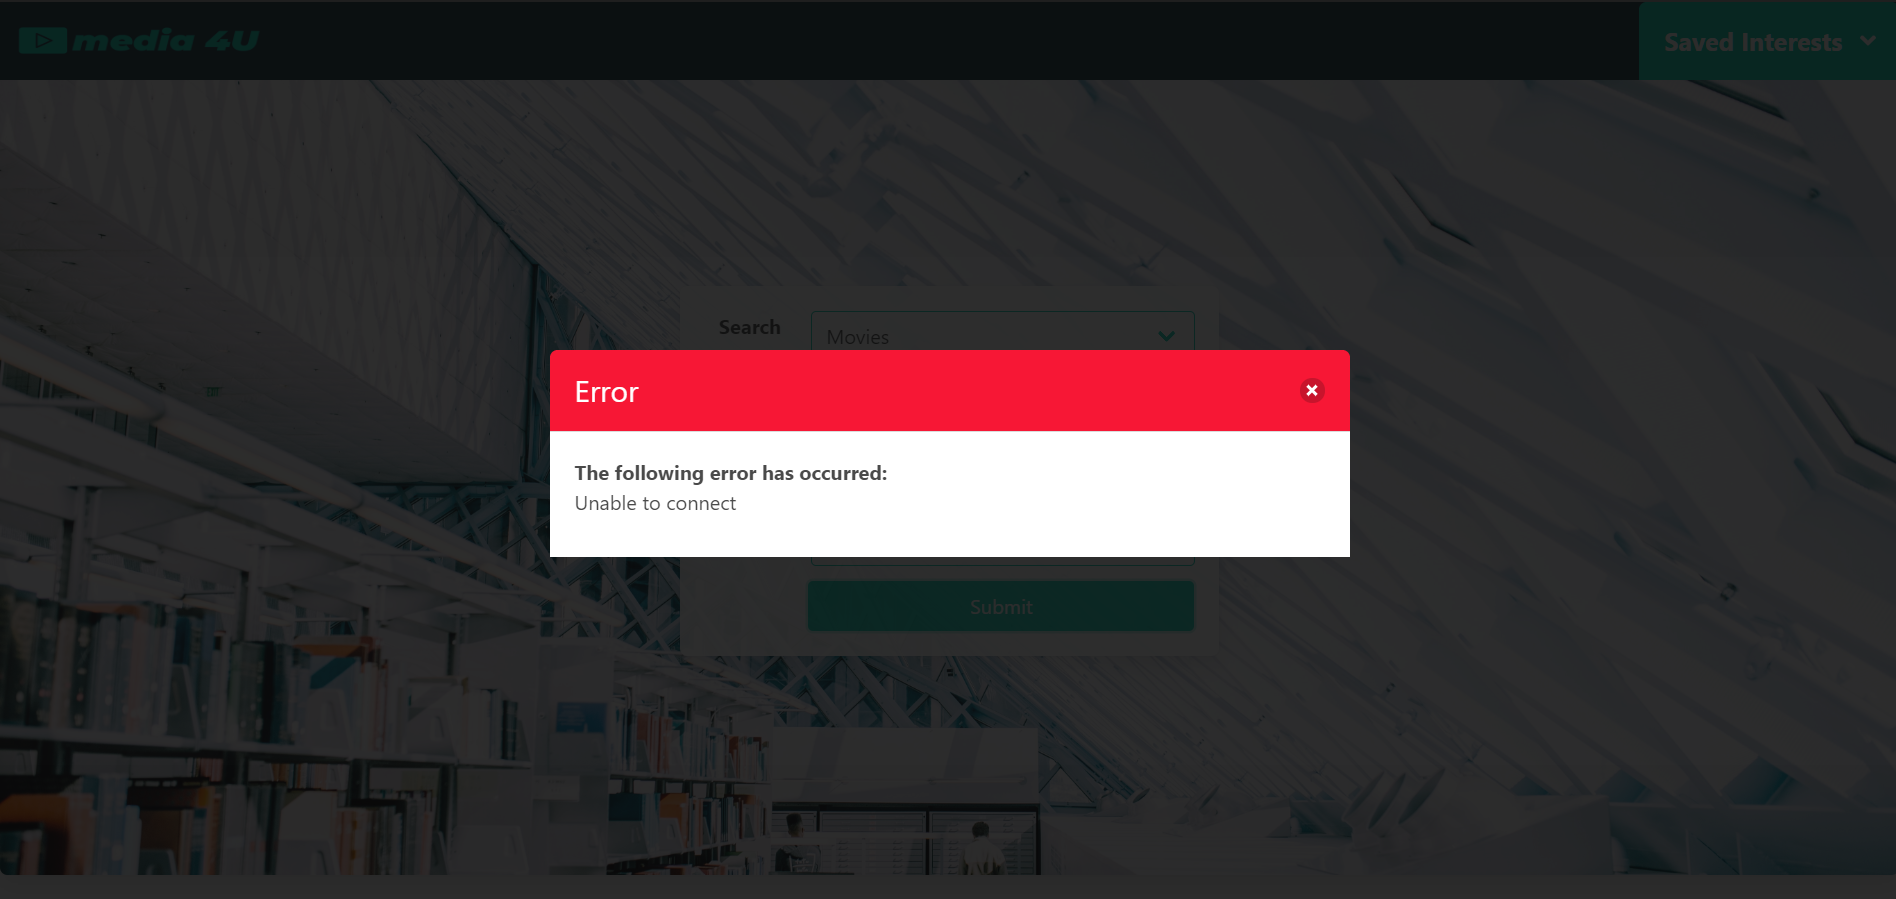 media 4U
Saved Interests
Search
Movies
Error
The following error has occurred:
Unable to connect
Submit